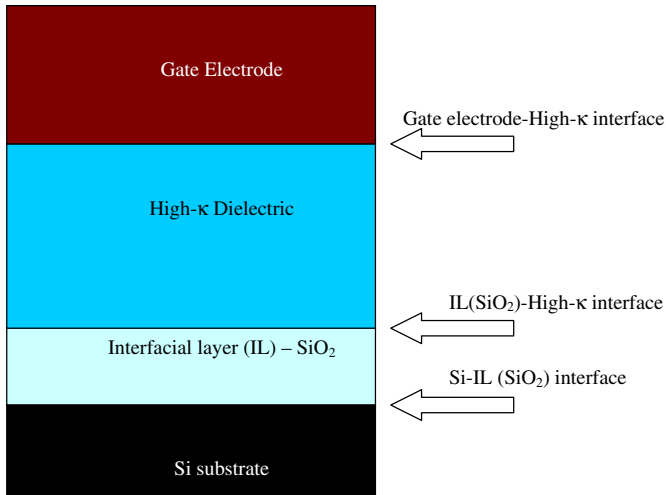 Gate Electrode
Gate electrode-High-κ interface
High-κ Dielectric
IL(SiO₂)-High-κ interface
Interfacial layer (IL) – SiO₂
Si-IL (SiO₂) interface
Si substrate